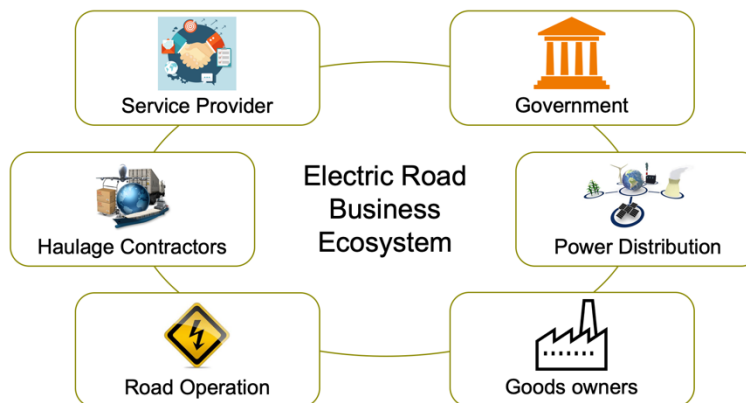 Service Provider
Government
Electric Road
Business
Ecosystem
Haulage Contractors
Power Distribution
Road Operation
Goods owners